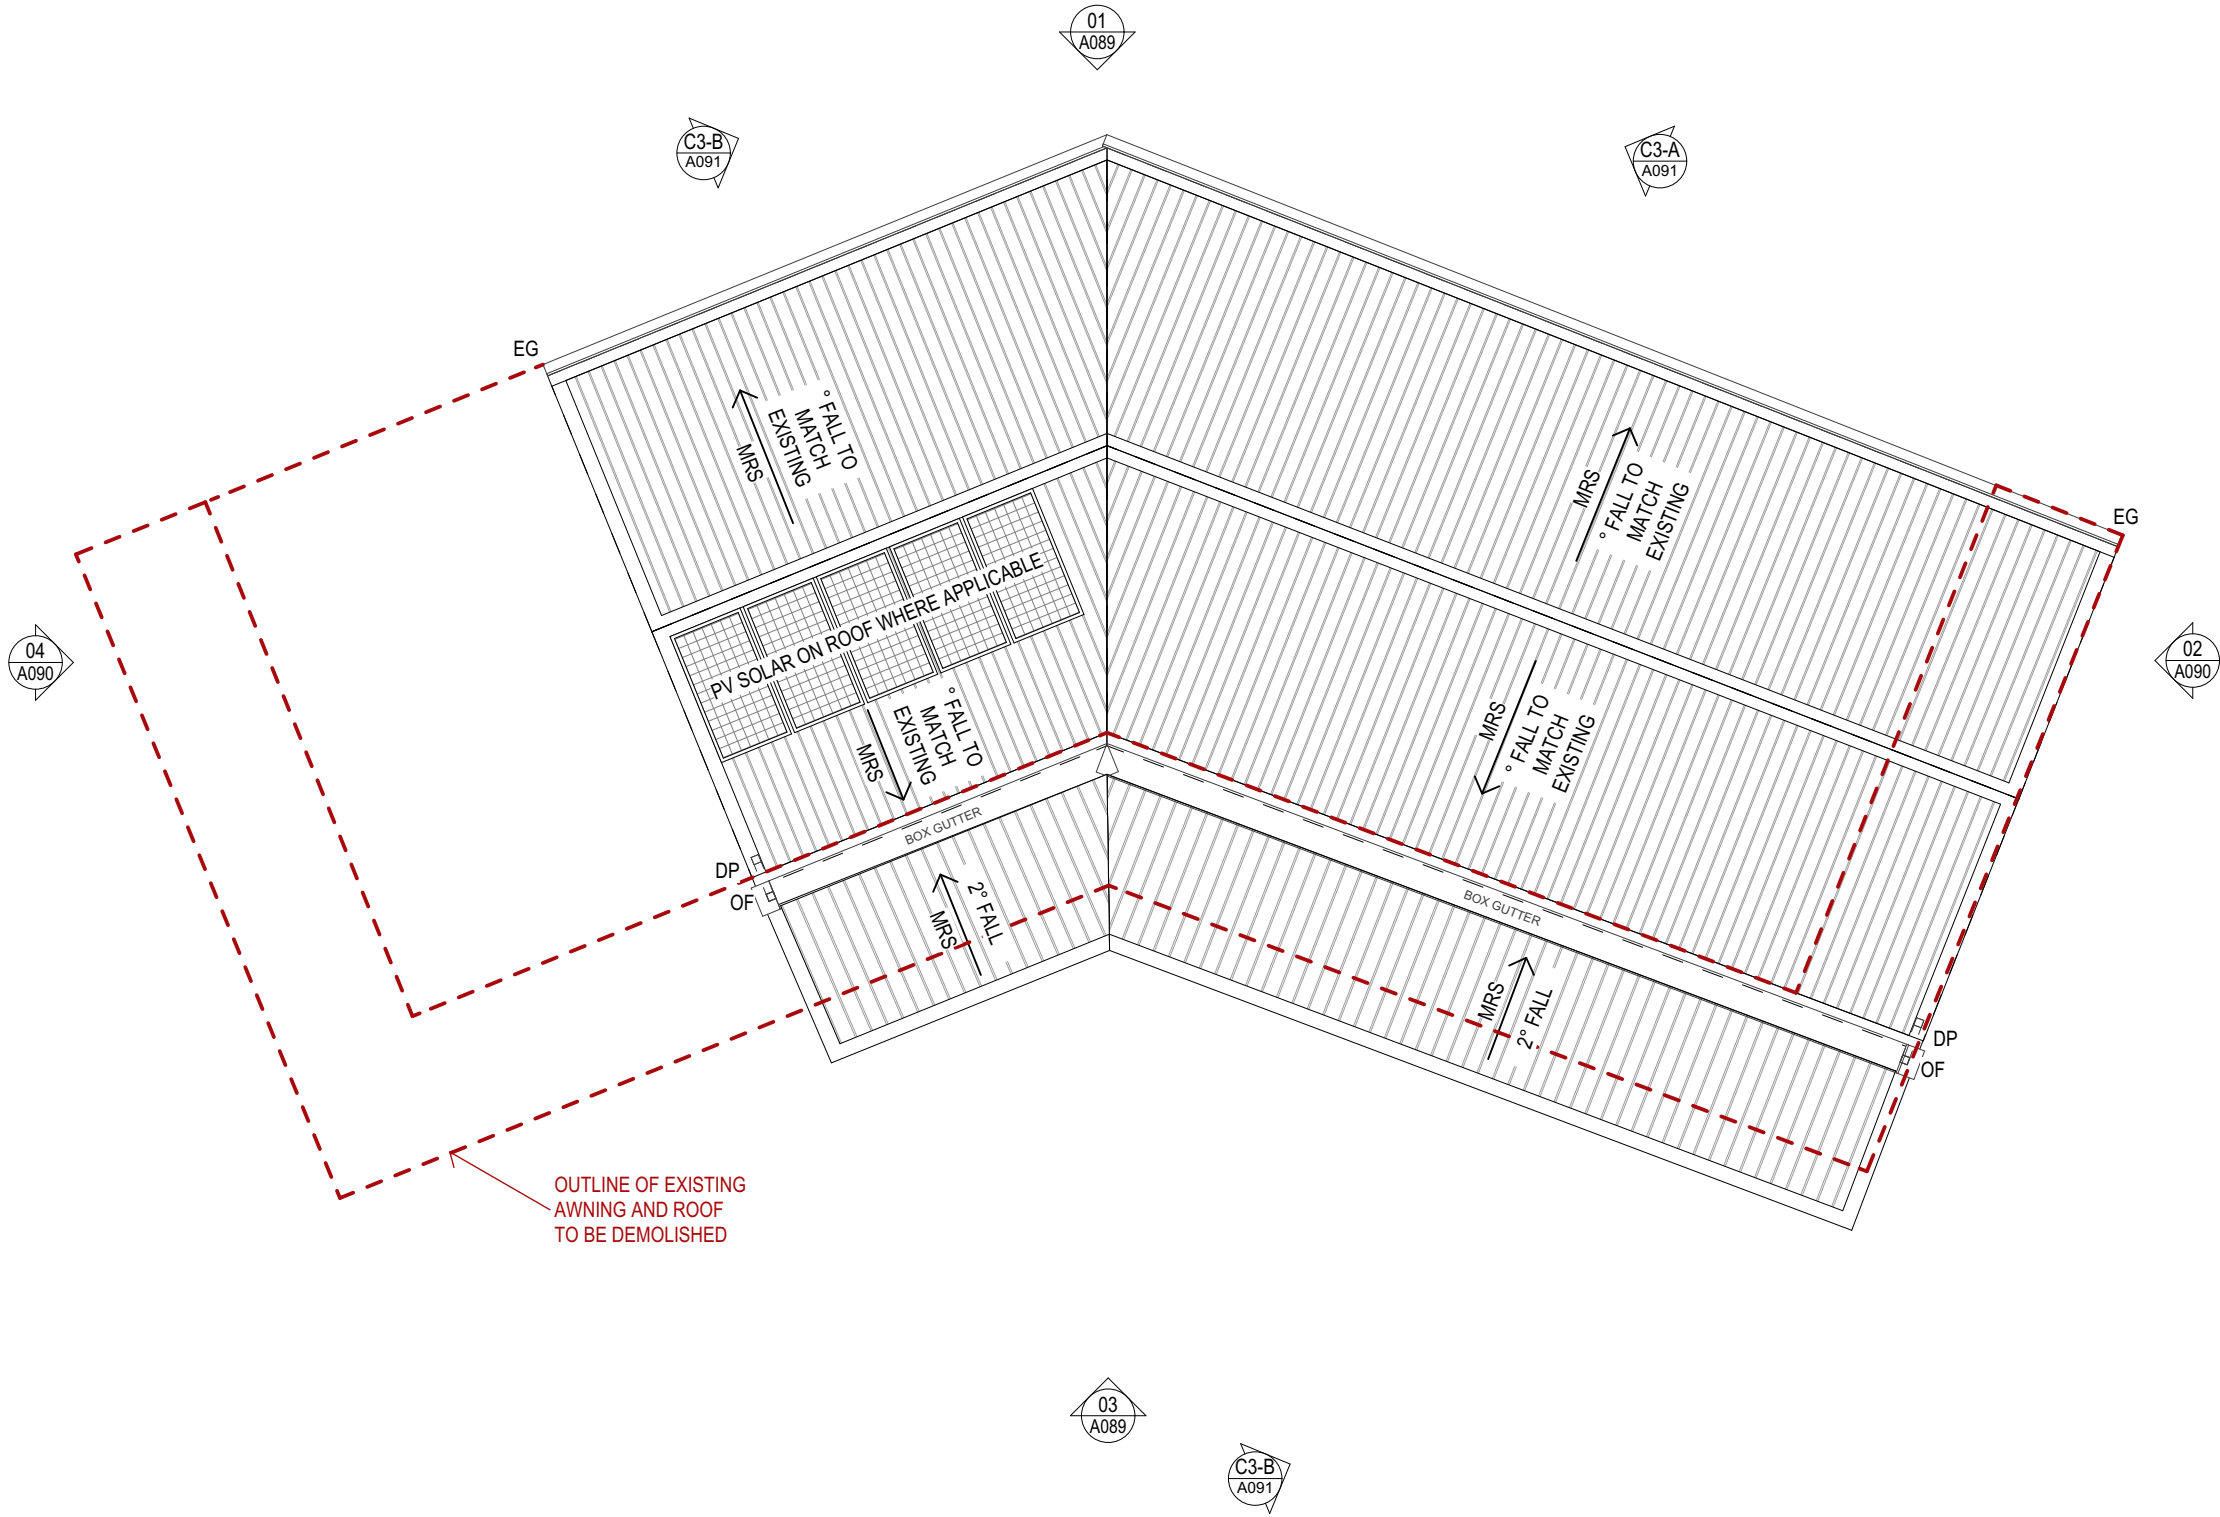 01
A089
C3-B
A091
C3-A
A091
EG
° FALL TO
MATCH
EXISTING
MRS
MRS
° FALL TO
MATCH
EXISTING
EG
PV SOLAR ON ROOF WHERE APPLICABLE
04
A090
02
A090
° FALL TO
MATCH
EXISTING
MRS
MRS
° FALL TO
MATCH
EXISTING
BOX GUTTER
DP
OF
2° FALL
MRS
BOX GUTTER
MRS
2° FALL
DP
OF
OUTLINE OF EXISTING
AWNING AND ROOF
TO BE DEMOLISHED
03
A089
C3-B
A091